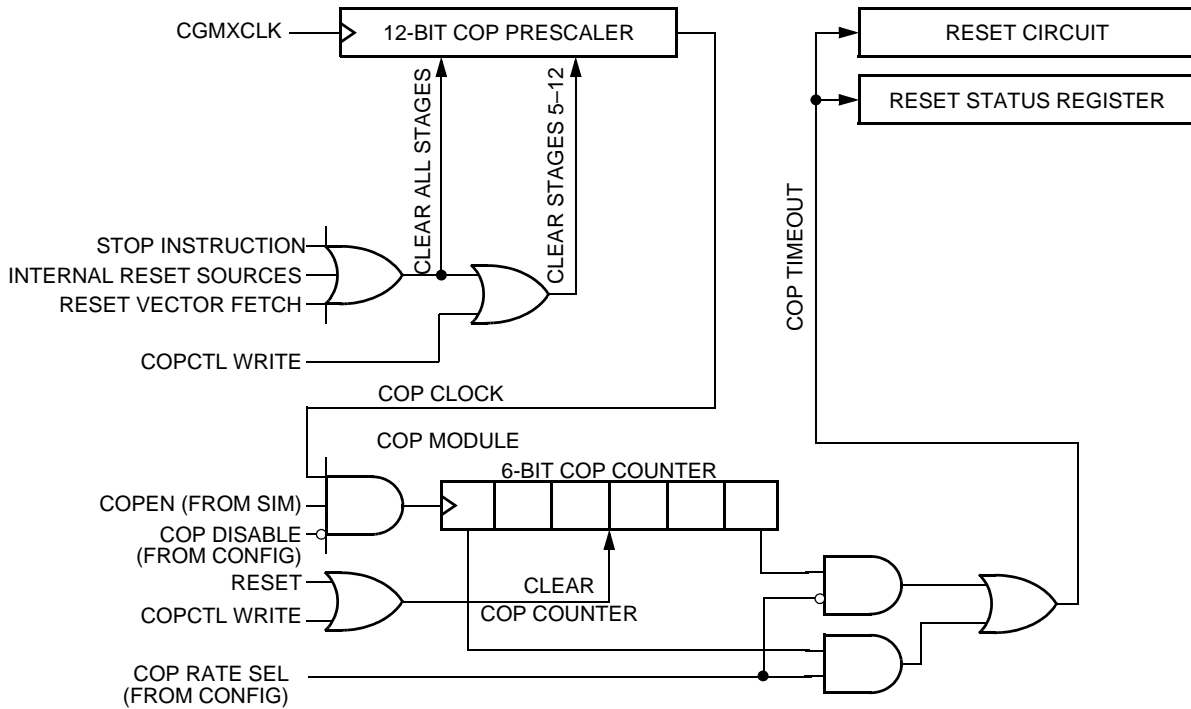 CGMXCLK
12-BIT COP PRESCALER
RESET CIRCUIT
RESET STATUS REGISTER
CLEAR ALL STAGES
CLEAR STAGES 5–12
COP TIMEOUT
STOP INSTRUCTION
INTERNAL RESET SOURCES
RESET VECTOR FETCH
COPCTL WRITE
COP CLOCK
COP MODULE
6-BIT COP COUNTER
COPEN (FROM SIM)
COP DISABLE
(FROM CONFIG)
RESET
COPCTL WRITE
CLEAR
COP COUNTER
COP RATE SEL
(FROM CONFIG)